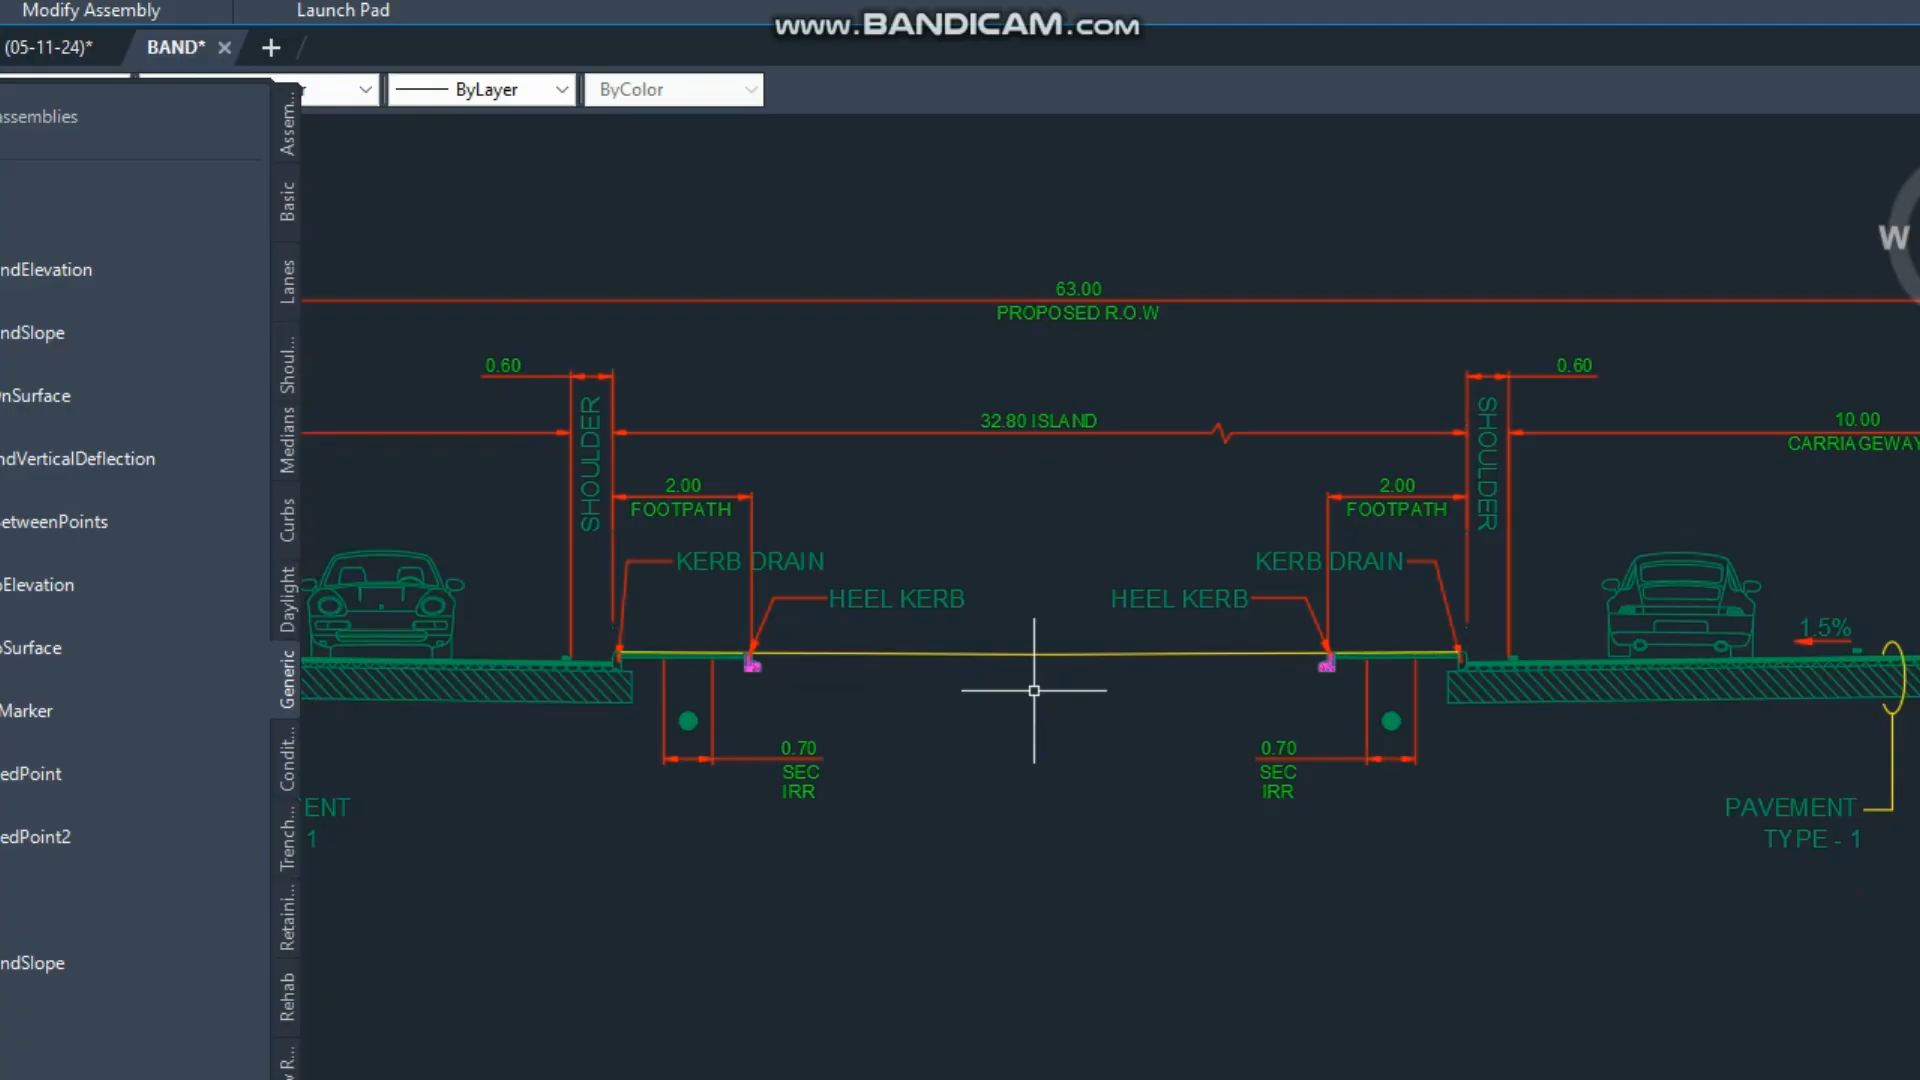 Modify Assembly
Launch Pad
www.BANDICAM.com
(05-11-24)*
BAND*
ByLayer
ByColor
assemblies
ndElevation
ndSlope
nSurface
ndVerticalDeflection
BetweenPoints
oElevation
oSurface
Marker
edPoint
edPoint2
ndSlope
Assem...
Basic
Lanes
Shoul...
Medians
Curbs
Daylight
Generic
Condit...
Trench...
Retaini...
Rehab
W
63.00
PROPOSED R.O.W
0.60
0.60
SHOULDER
SHOULDER
32.80 ISLAND
10.00
CARRIAGEWAY
2.00
FOOTPATH
2.00
FOOTPATH
KERB DRAIN
KERB DRAIN
HEEL KERB
HEEL KERB
1.5%
0.70
SEC
IRR
0.70
SEC
IRR
ENT
1
PAVEMENT
TYPE - 1